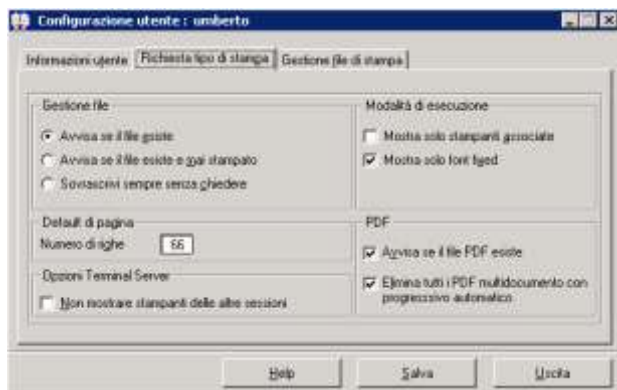 Configurazione utente : umberto
Informazioni utente Richiesta tipo di stampa Gestione file di stampa
Gestione file
Avvisa se il file esiste
Avvisa se il file esiste e mai stampato
Sovrascrivi sempre senza chiedere
Modalità di esecuzione
Mostra solo stampanti associate
Mostra solo font fixed
Default di pagina
Numero di righe 66
PDF
Avvisa se il file PDF esiste
Elimina tutti i PDF multidocumento con
progressivo automatico
Opzioni Terminal Server
Non mostrare stampanti delle altre sessioni
Help Salva Uscita